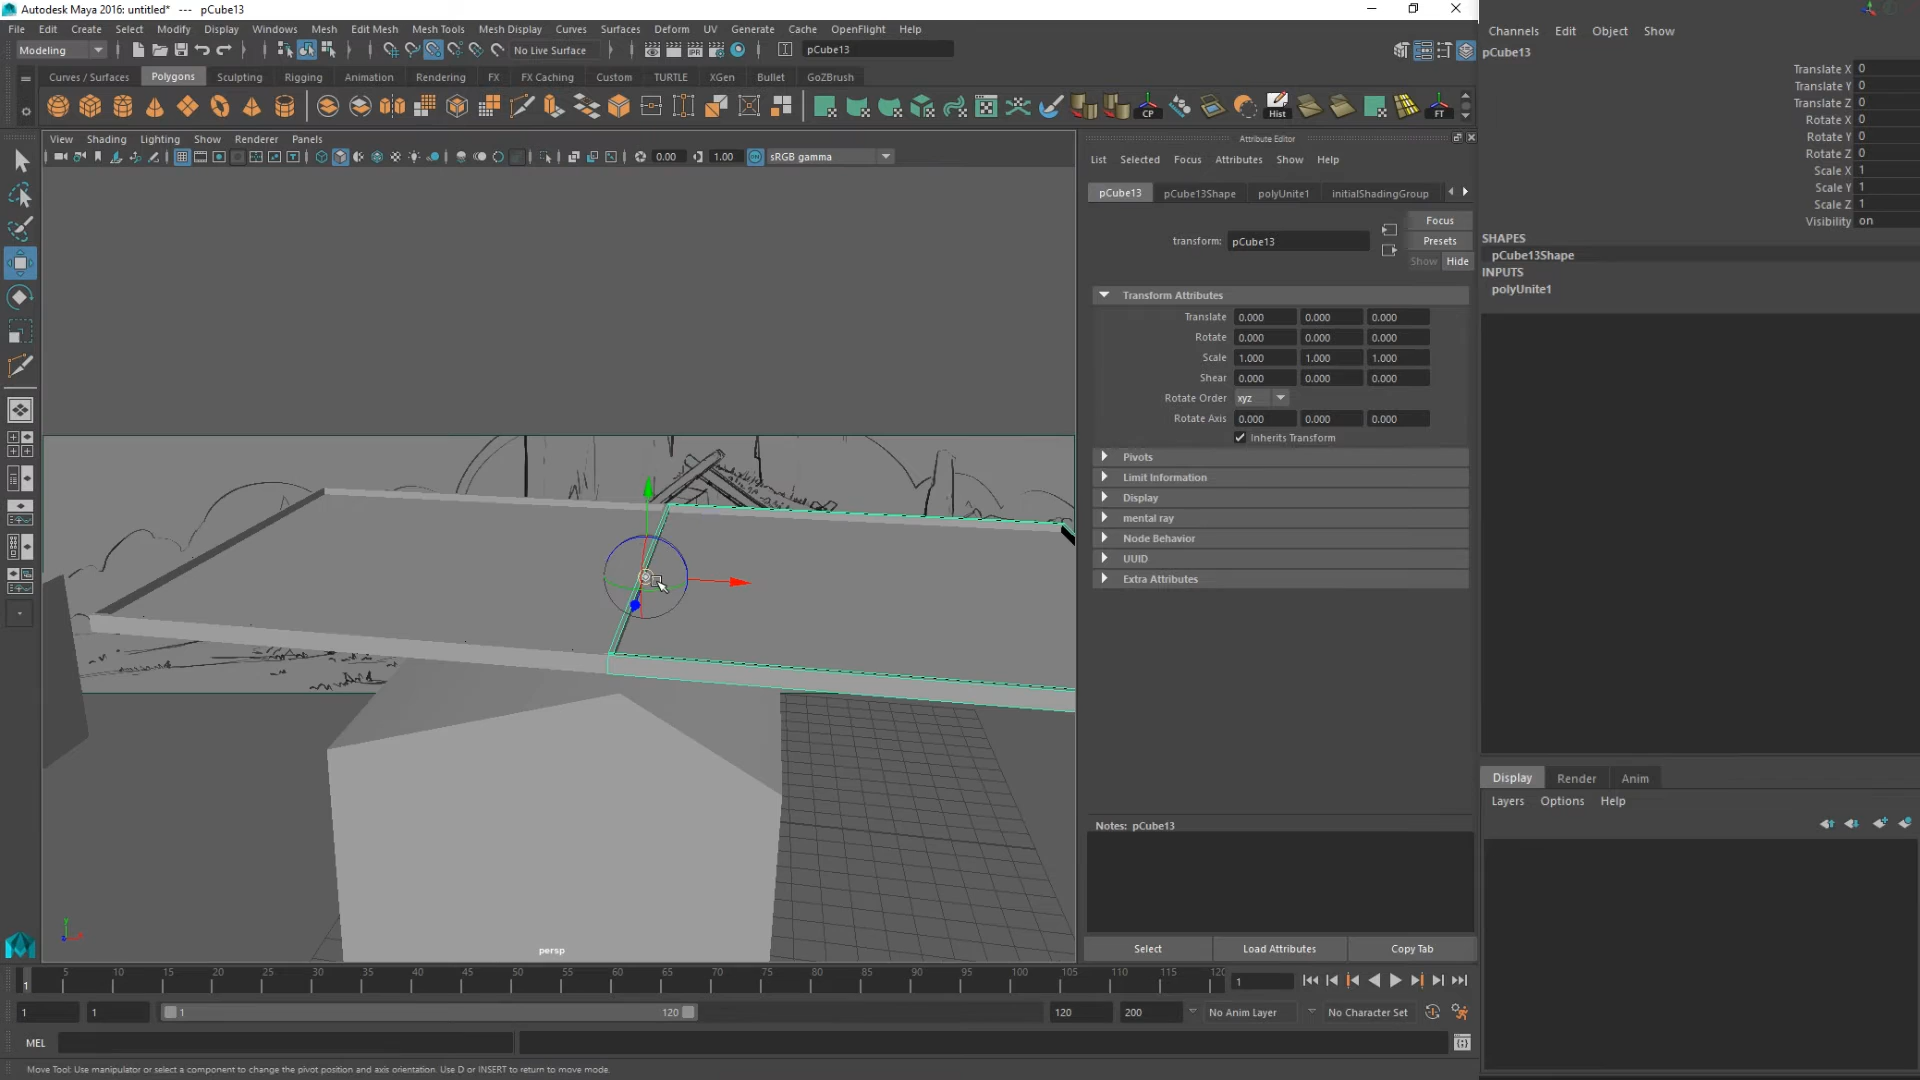 Autodesk Maya 2016: untitled* --- pCube13
File Edit Create Select Modify Display Windows Mesh Edit Mesh Mesh Tools Mesh Display Curves Surfaces Deform UV Generate Cache OpenFlight Help
Modeling No Live Surface pCube13
Curves / Surfaces Polygons Sculpting Rigging Animation Rendering FX FX Caching Custom TURTLE XGen Bullet GoZBrush
CP Hist FT
View Shading Lighting Show Renderer Panels
0.00 1.00 sRGB gamma
persp
Attribute Editor
List Selected Focus Attributes Show Help
pCube13 pCube13Shape polyUnite1 initialShadingGroup
Focus
transform: pCube13 Presets
Show Hide
Transform Attributes
Translate 0.000 0.000 0.000
Rotate 0.000 0.000 0.000
Scale 1.000 1.000 1.000
Shear 0.000 0.000 0.000
Rotate Order xyz
Rotate Axis 0.000 0.000 0.000
Inherits Transform
Pivots
Limit Information
Display
mental ray
Node Behavior
UUID
Extra Attributes
Notes: pCube13
Select Load Attributes Copy Tab
Channels Edit Object Show
pCube13
Translate X 0
Translate Y 0
Translate Z 0
Rotate X 0
Rotate Y 0
Rotate Z 0
Scale X 1
Scale Y 1
Scale Z 1
Visibility on
SHAPES
pCube13Shape
INPUTS
polyUnite1
Display Render Anim
Layers Options Help
1 5 10 15 20 25 30 35 40 45 50 55 60 65 70 75 80 85 90 95 100 105 110 115 120 1
1 1 1 120 120 200 No Anim Layer No Character Set
MEL
Move Tool: Use manipulator or select a component to change the pivot position and axis orientation. Use D or INSERT to return to move mode.